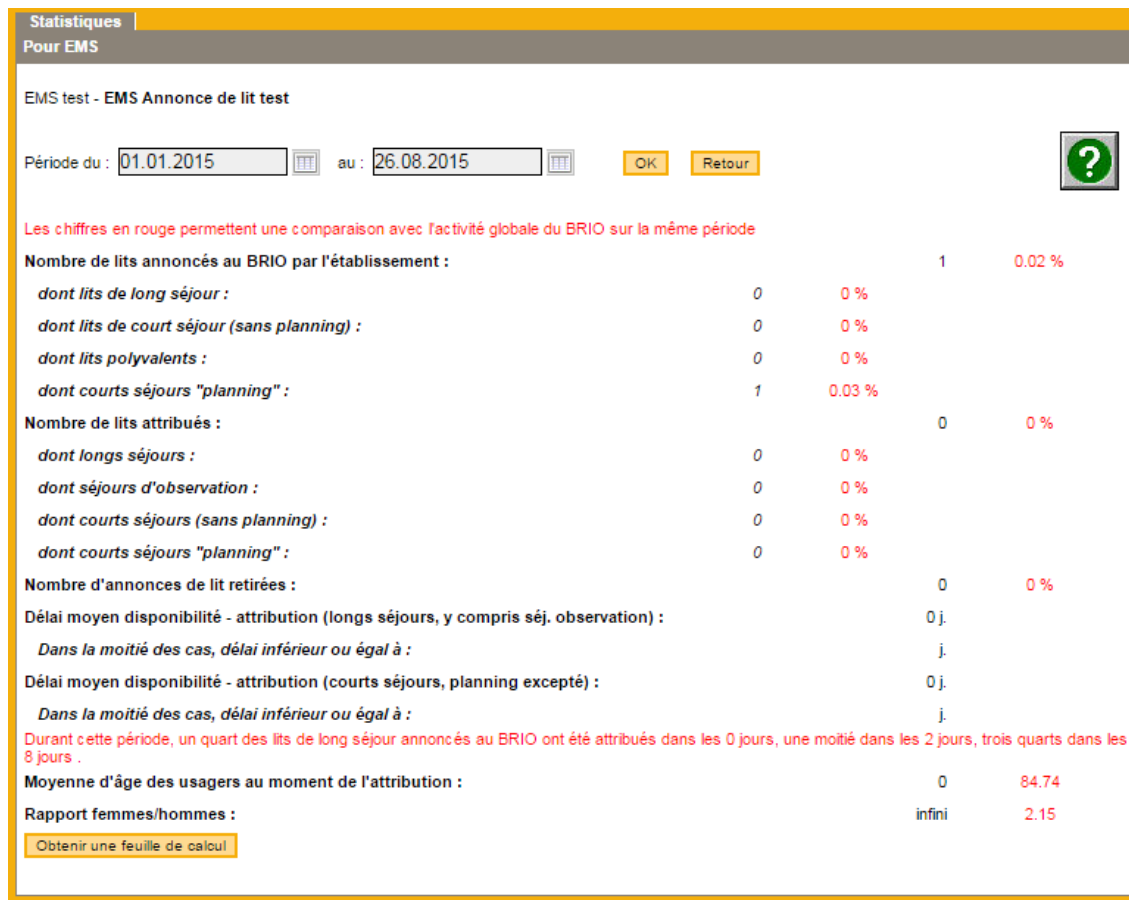 Statistiques
Pour EMS
EMS test - EMS Annonce de lit test
Période du : 01.01.2015 au : 26.08.2015 OK Retour ?
Les chiffres en rouge permettent une comparaison avec l'activité globale du BRIO sur la même période
Nombre de lits annoncés au BRIO par l'établissement : 1 0.02 %
dont lits de long séjour : 0 0 %
dont lits de court séjour (sans planning) : 0 0 %
dont lits polyvalents : 0 0 %
dont courts séjours "planning" : 1 0.03 %
Nombre de lits attribués : 0 0 %
dont longs séjours : 0 0 %
dont séjours d'observation : 0 0 %
dont courts séjours (sans planning) : 0 0 %
dont courts séjours "planning" : 0 0 %
Nombre d'annonces de lit retirées : 0 0 %
Délai moyen disponibilité - attribution (longs séjours, y compris séj. observation) : 0 j.
Dans la moitié des cas, délai inférieur ou égal à : j.
Délai moyen disponibilité - attribution (courts séjours, planning excepté) : 0 j.
Dans la moitié des cas, délai inférieur ou égal à : j.
Durant cette période, un quart des lits de long séjour annoncés au BRIO ont été attribués dans les 0 jours, une moitié dans les 2 jours, trois quarts dans les
8 jours .
Moyenne d'âge des usagers au moment de l'attribution : 0 84.74
Rapport femmes/hommes : infini 2.15
Obtenir une feuille de calcul